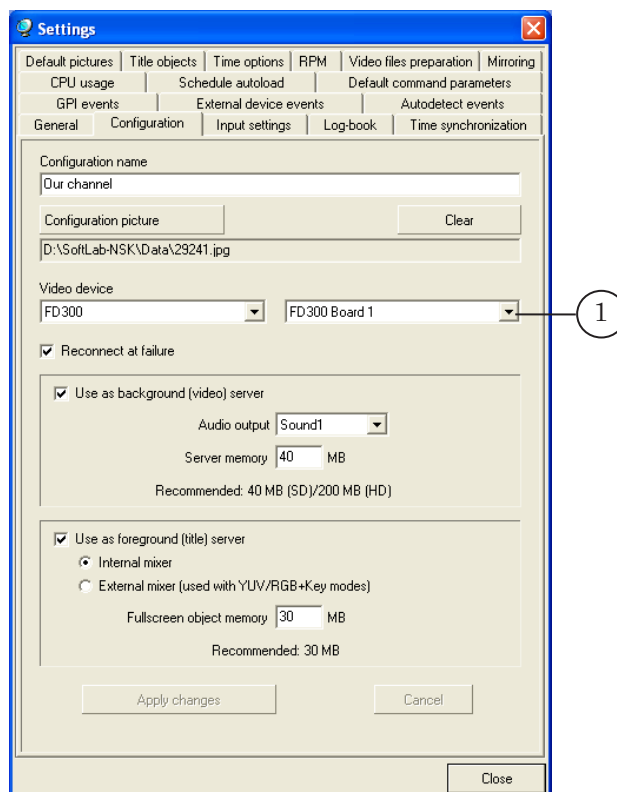 Settings
Default pictures Title objects Time options RPM Video files preparation Mirroring
CPU usage Schedule autoload Default command parameters
GPI events External device events Autodetect events
General Configuration Input settings Log-book Time synchronization
Configuration name
Our channel
Configuration picture Clear
D:\SoftLab-NSK\Data\29241.jpg
Video device
FD300 FD300 Board 1 1
Reconnect at failure
Use as background (video) server
Audio output Sound1
Server memory 40 MB
Recommended: 40 MB (SD)/200 MB (HD)
Use as foreground (title) server
Internal mixer
External mixer (used with YUV/RGB+Key modes)
Fullscreen object memory 30 MB
Recommended: 30 MB
Apply changes Cancel
Close